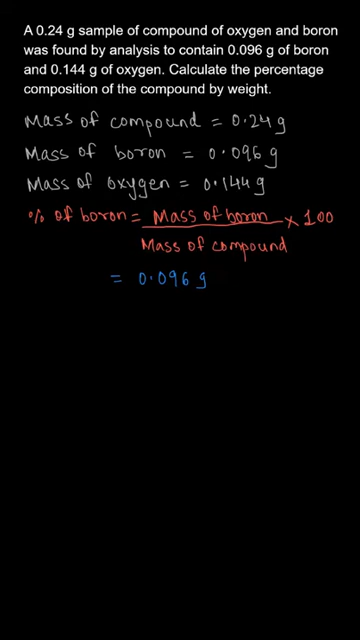 A 0.24 g sample of compound of oxygen and boron
was found by analysis to contain 0.096 g of boron
and 0.144 g of oxygen. Calculate the percentage
composition of the compound by weight.
Mass of compound = 0.24 g
Mass of boron = 0.096 g
Mass of oxygen = 0.144 g
% of boron = Mass of boron × 100
Mass of compound
= 0.096 g